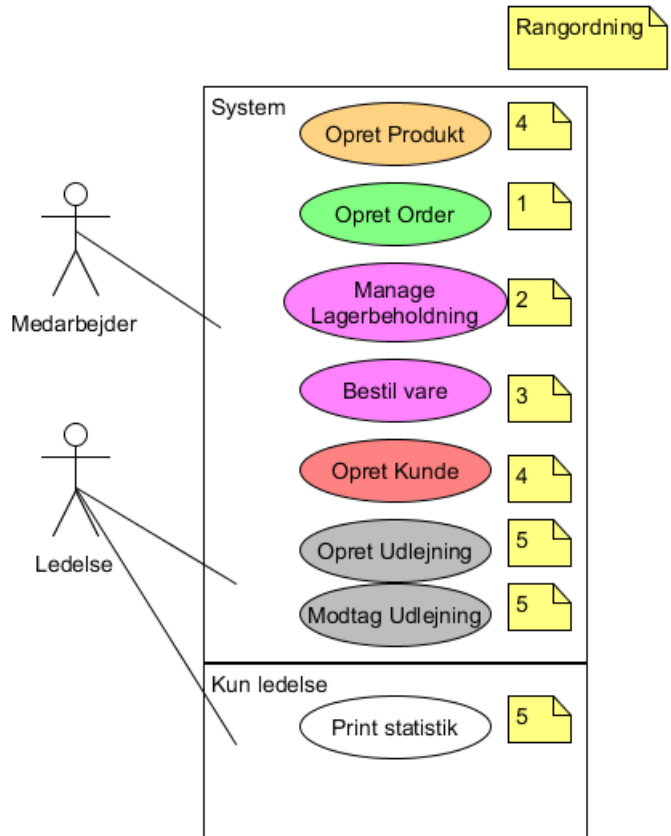 Rangordning
System
Opret Produkt
4
Opret Order
1
Medarbejder
Manage
Lagerbeholdning
2
Bestil vare
3
Opret Kunde
4
Ledelse
Opret Udlejning
5
Modtag Udlejning
5
Kun ledelse
Print statistik
5